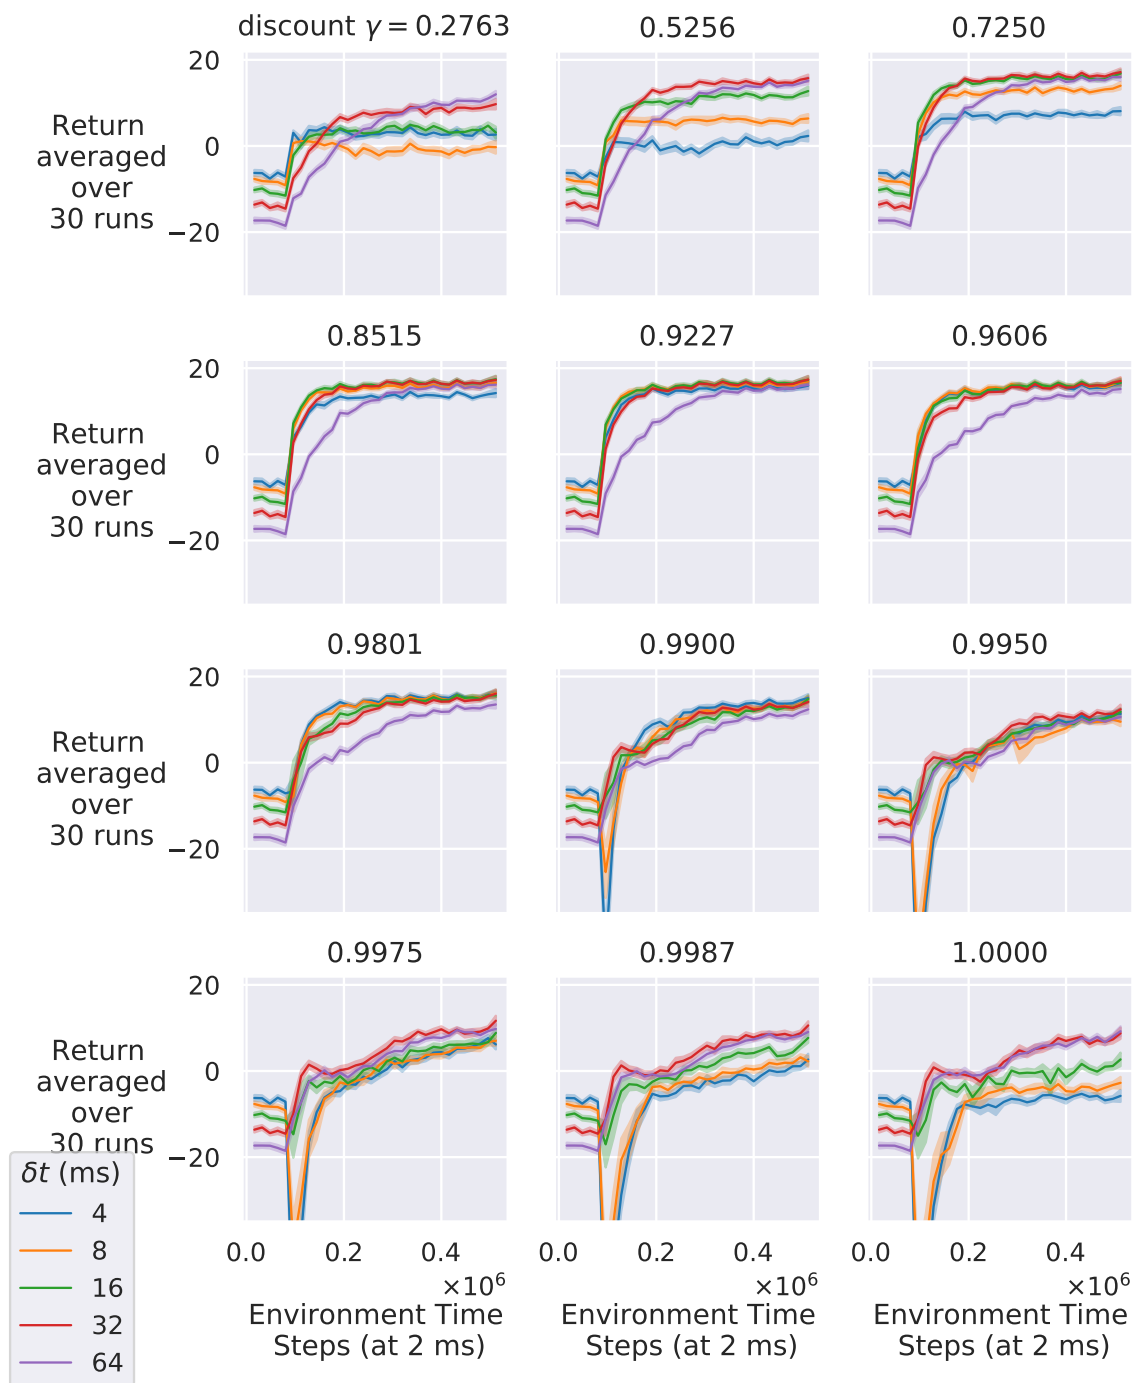 discount γ = 0.2763
0.5256
0.7250
20
0
−20
Return
averaged
over
30 runs
0.8515
0.9227
0.9606
20
0
−20
Return
averaged
over
30 runs
0.9801
0.9900
0.9950
20
0
−20
Return
averaged
over
30 runs
0.9975
0.9987
1.0000
20
0
−20
Return
averaged
over
30 runs
δt (ms)
4
8
16
32
64
0.0 0.2 0.4
×10⁶
Environment Time
Steps (at 2 ms)
0.0 0.2 0.4
×10⁶
Environment Time
Steps (at 2 ms)
0.0 0.2 0.4
×10⁶
Environment Time
Steps (at 2 ms)